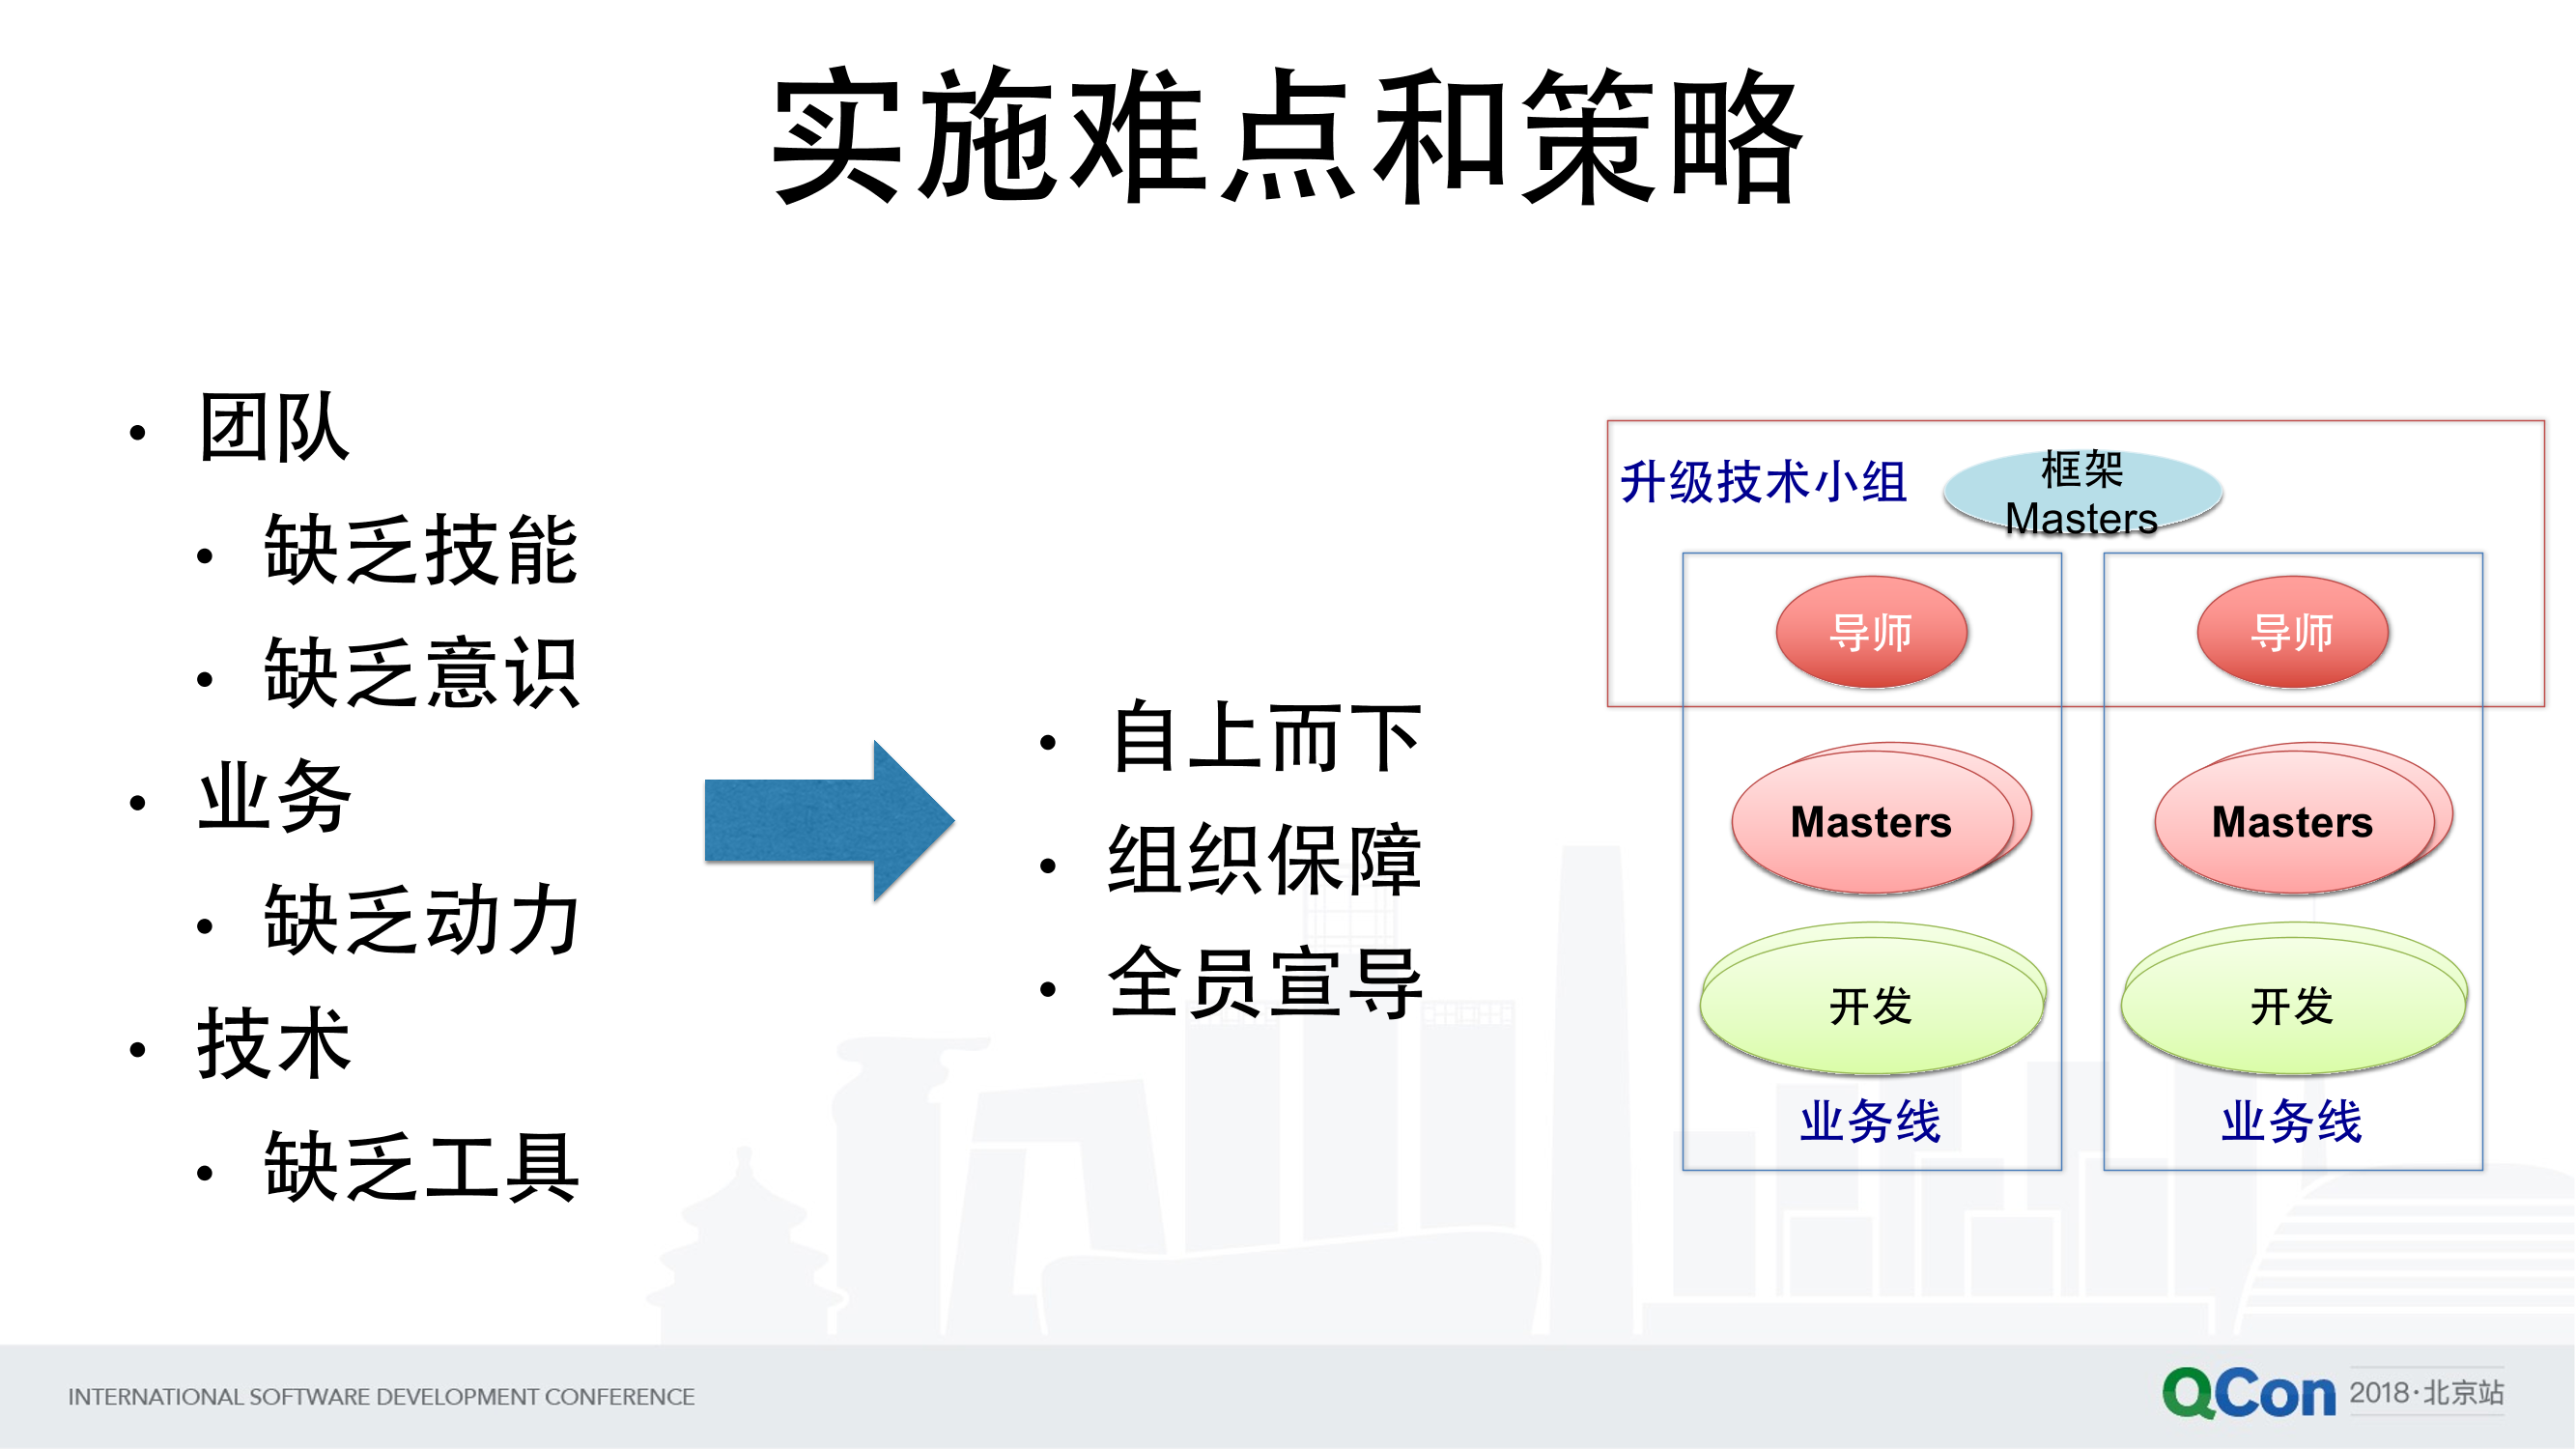 实施难点和策略
团队
缺乏技能
缺乏意识
业务
缺乏动力
技术
缺乏工具
自上而下
组织保障
全员宣导
升级技术小组
框架
Masters
导师
导师
Masters
Masters
开发
开发
业务线
业务线
INTERNATIONAL SOFTWARE DEVELOPMENT CONFERENCE
QCon 2018·北京站